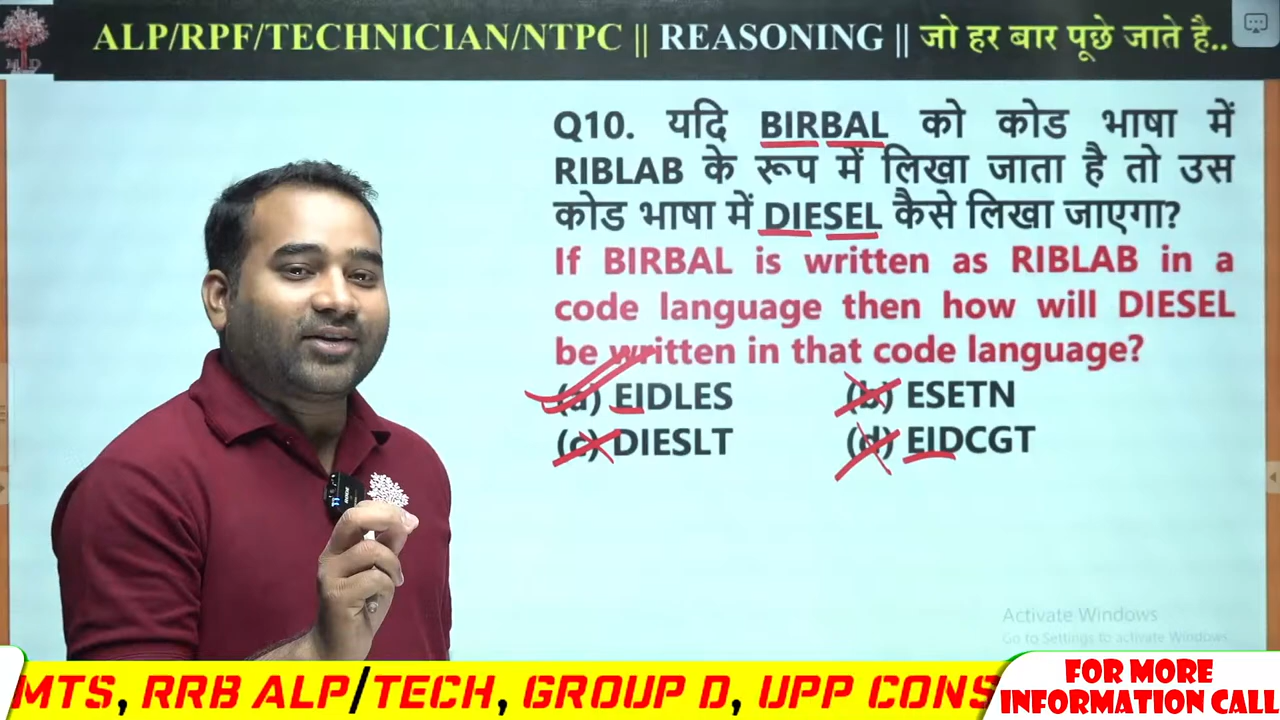 ALP/RPF/TECHNICIAN/NTPC || REASONING || जो हर बार पूछे जाते है..
Q10. यदि BIRBAL को कोड भाषा में
RIBLAB के रूप में लिखा जाता है तो उस
कोड भाषा में DIESEL कैसे लिखा जाएगा?
If BIRBAL is written as RIBLAB in a
code language then how will DIESEL
be written in that code language?
(a) EIDLES (b) ESETN
(c) DIESLT (d) EIDCGT
Activate Windows
Go to Settings to activate Windows.
MTS, RRB ALP/TECH, GROUP D, UPP CONS
FOR MORE
INFORMATION CALL